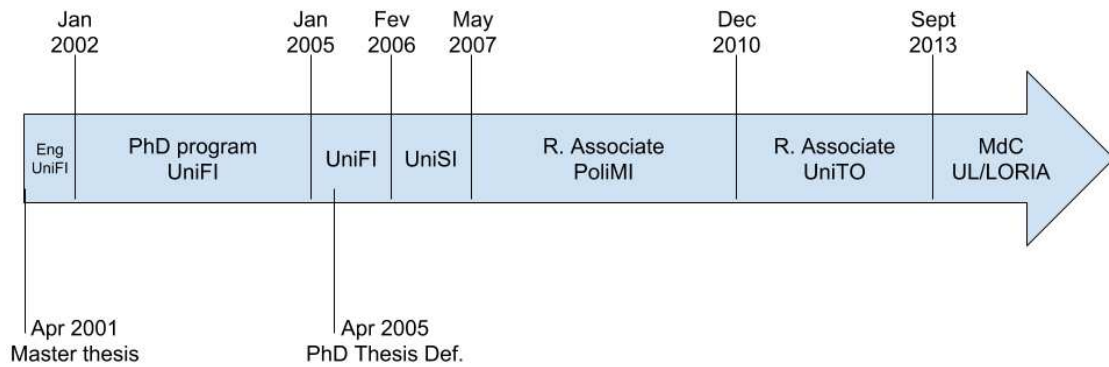 Jan
2002
Jan
2005
Fev
2006
May
2007
Dec
2010
Sept
2013
Eng
UniFI
PhD program
UniFI
UniFI
UniSI
R. Associate
PoliMI
R. Associate
UniTO
MdC
UL/LORIA
Apr 2001
Master thesis
Apr 2005
PhD Thesis Def.